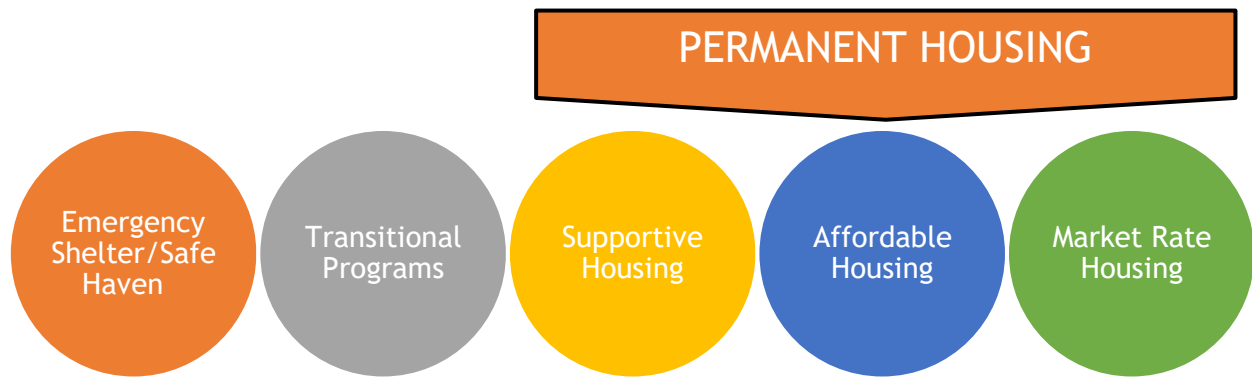 PERMANENT HOUSING
Emergency
Shelter/Safe
Haven
Transitional
Programs
Supportive
Housing
Affordable
Housing
Market Rate
Housing